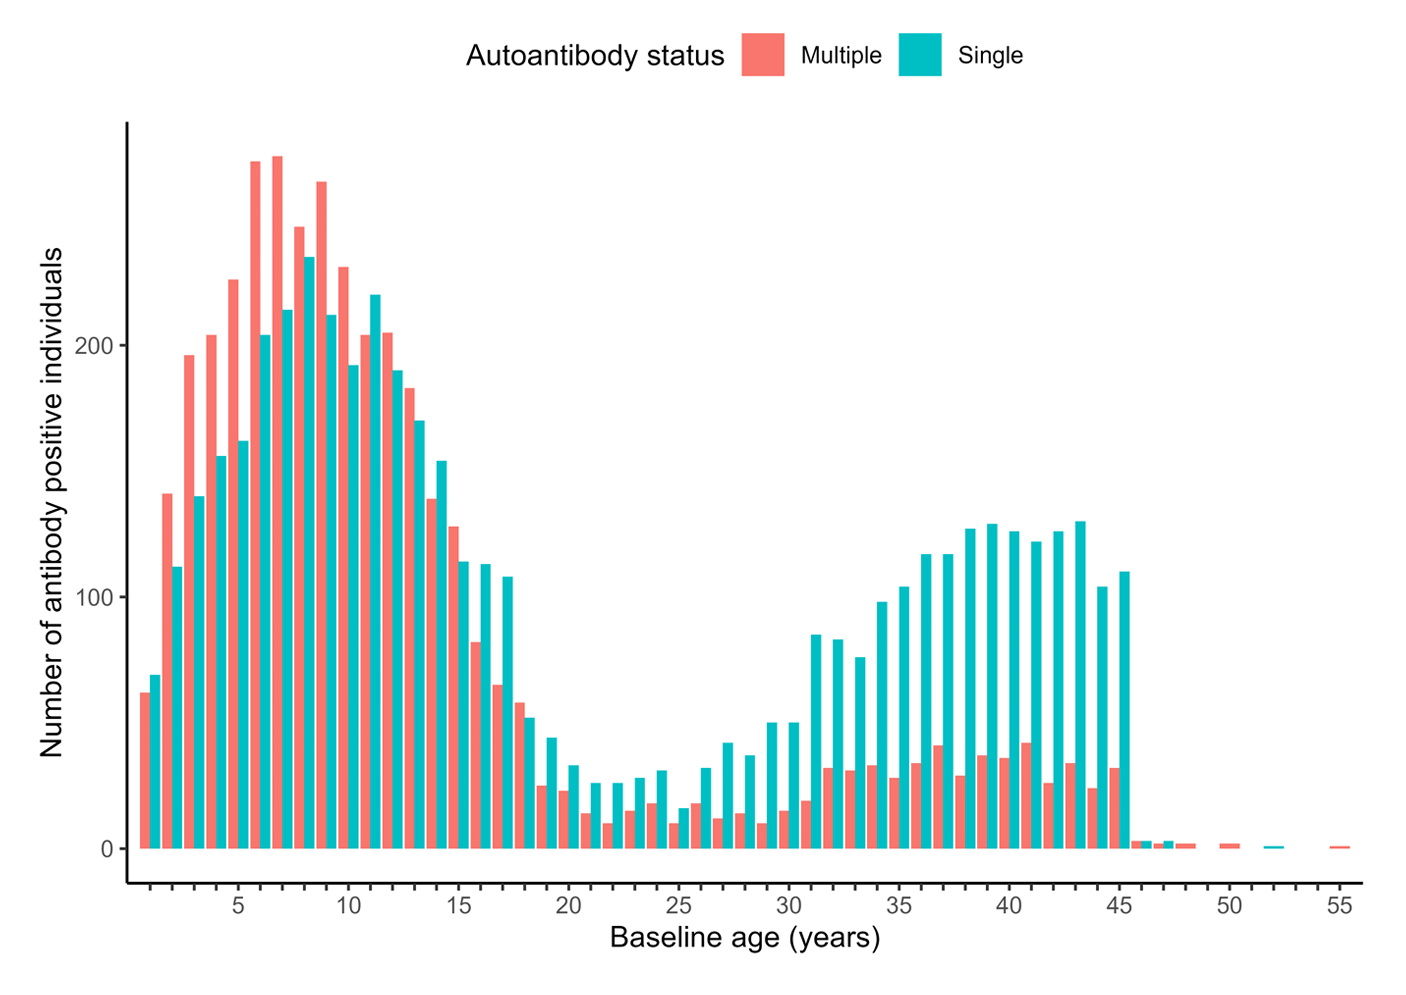 Autoantibody status Multiple Single
Number of antibody positive individuals
200
100
0
5 10 15 20 25 30 35 40 45 50 55
Baseline age (years)